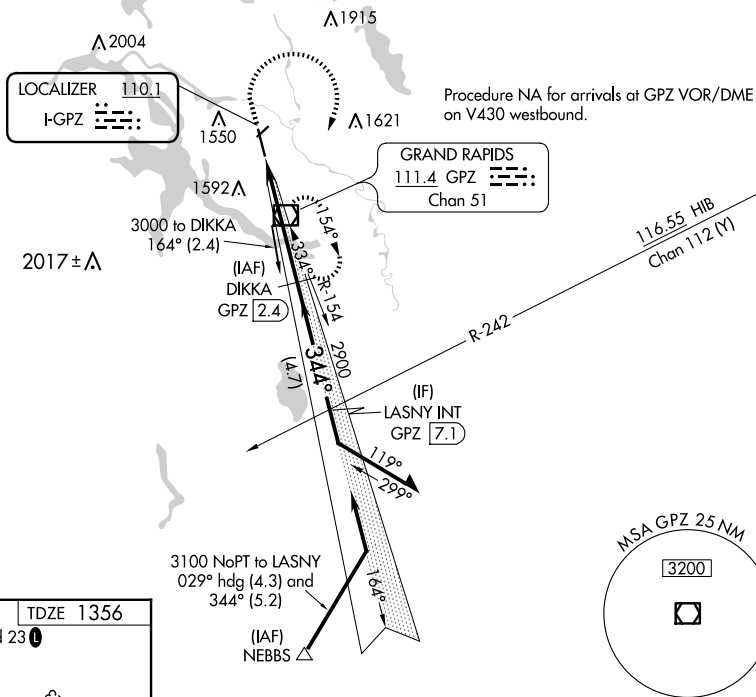 1915
2004
LOCALIZER 110.1
I-GPZ
1550
1621
Procedure NA for arrivals at GPZ VOR/DME
on V430 westbound.
GRAND RAPIDS
111.4 GPZ
Chan 51
1592
3000 to DIKKA
164° (2.4)
154°
116.55 HIB
Chan 112 (Y)
2017 ±
(IAF)
DIKKA
GPZ 2.4
334°
R-154
R-242
2900
344°
(4.7)
(IF)
LASNY INT
GPZ 7.1
119°
299°
3100 NoPT to LASNY
029° hdg (4.3) and
344° (5.2)
164°
(IAF)
NEBBS
MSA GPZ 25 NM
3200
TDZE 1356
23 L